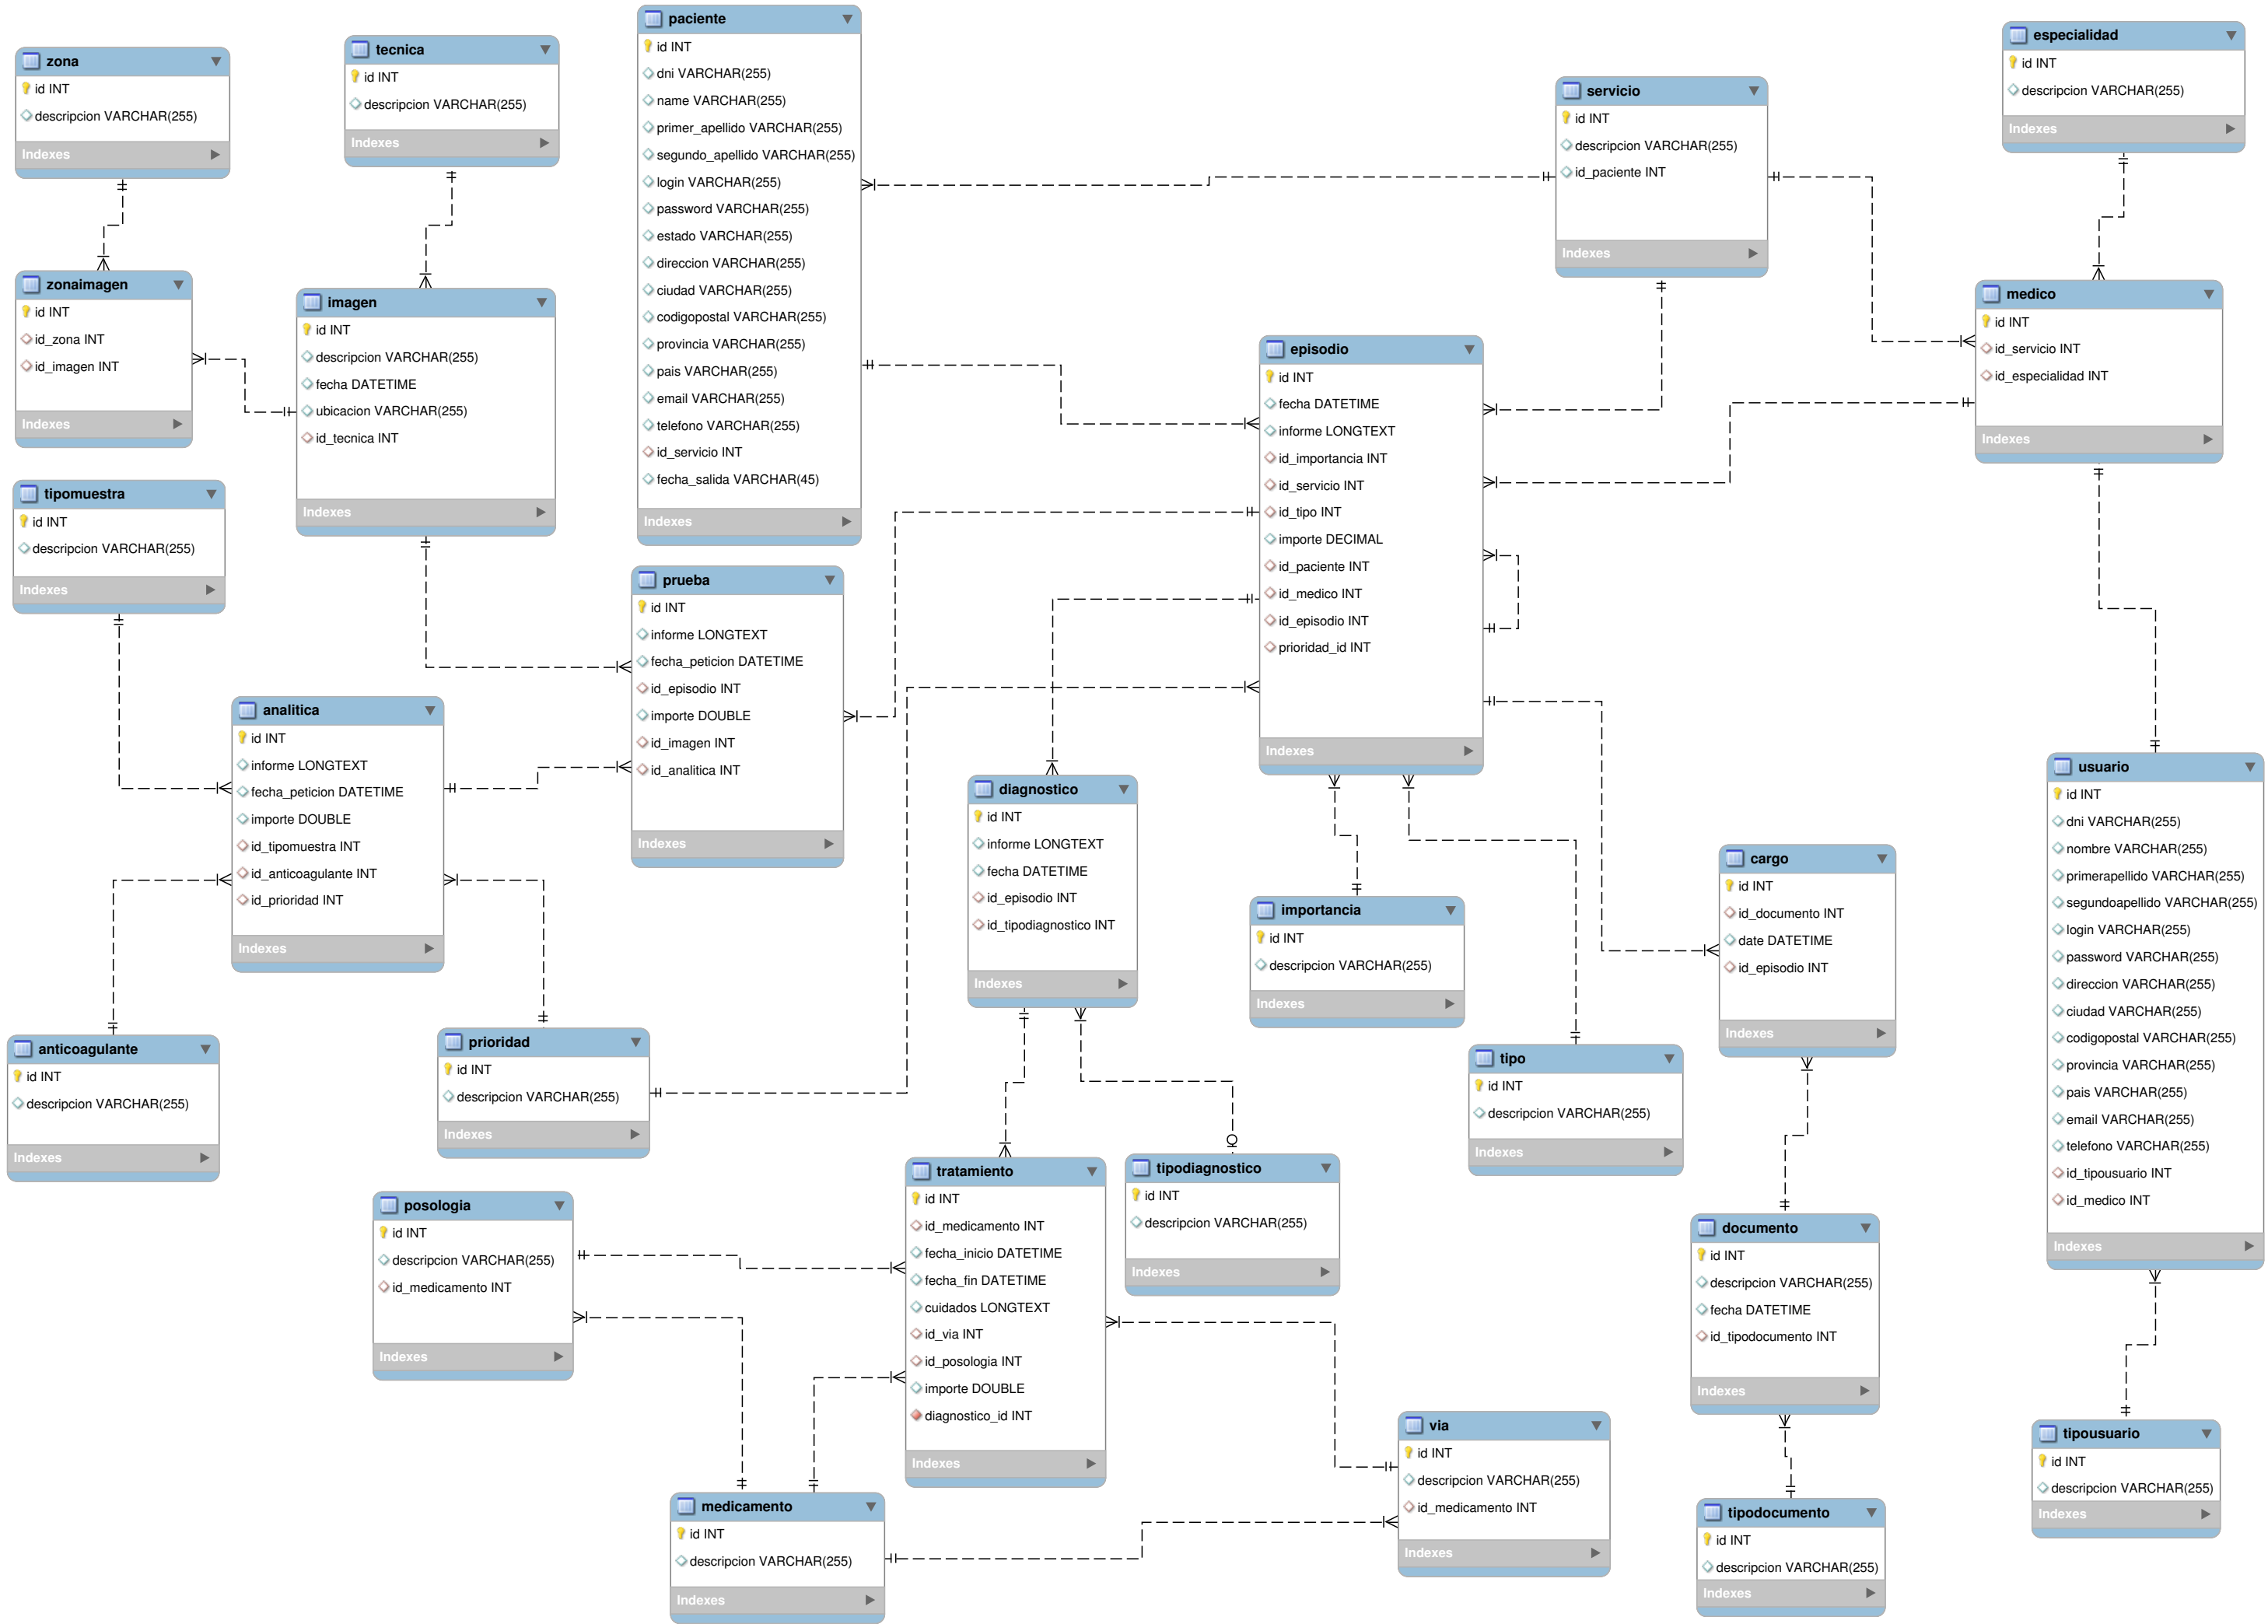 zona
id INT
descripcion VARCHAR(255)
Indexes
tecnica
id INT
descripcion VARCHAR(255)
Indexes
paciente
id INT
dni VARCHAR(255)
name VARCHAR(255)
primer_apellido VARCHAR(255)
segundo_apellido VARCHAR(255)
login VARCHAR(255)
password VARCHAR(255)
estado VARCHAR(255)
direccion VARCHAR(255)
ciudad VARCHAR(255)
codigopostal VARCHAR(255)
provincia VARCHAR(255)
pais VARCHAR(255)
email VARCHAR(255)
telefono VARCHAR(255)
id_servicio INT
fecha_salida VARCHAR(45)
Indexes
servicio
id INT
descripcion VARCHAR(255)
id_paciente INT
Indexes
especialidad
id INT
descripcion VARCHAR(255)
Indexes
zonaimagen
id INT
id_zona INT
id_imagen INT
Indexes
imagen
id INT
descripcion VARCHAR(255)
fecha DATETIME
ubicacion VARCHAR(255)
id_tecnica INT
Indexes
episodio
id INT
fecha DATETIME
informe LONGTEXT
id_importancia INT
id_servicio INT
id_tipo INT
importe DECIMAL
id_paciente INT
id_medico INT
id_episodio INT
prioridad_id INT
Indexes
medico
id INT
id_servicio INT
id_especialidad INT
Indexes
tipomuestra
id INT
descripcion VARCHAR(255)
Indexes
prueba
id INT
informe LONGTEXT
fecha_peticion DATETIME
id_episodio INT
importe DOUBLE
id_imagen INT
id_analitica INT
Indexes
analitica
id INT
informe LONGTEXT
fecha_peticion DATETIME
importe DOUBLE
id_tipomuestra INT
id_anticoagulante INT
id_prioridad INT
Indexes
diagnostico
id INT
informe LONGTEXT
fecha DATETIME
id_episodio INT
id_tipodiagnostico INT
Indexes
importancia
id INT
descripcion VARCHAR(255)
Indexes
cargo
id INT
id_documento INT
date DATETIME
id_episodio INT
Indexes
usuario
id INT
dni VARCHAR(255)
nombre VARCHAR(255)
primerapellido VARCHAR(255)
segundoapellido VARCHAR(255)
login VARCHAR(255)
password VARCHAR(255)
direccion VARCHAR(255)
ciudad VARCHAR(255)
codigopostal VARCHAR(255)
provincia VARCHAR(255)
pais VARCHAR(255)
email VARCHAR(255)
telefono VARCHAR(255)
id_tipousuario INT
id_medico INT
Indexes
anticoagulante
id INT
descripcion VARCHAR(255)
Indexes
prioridad
id INT
descripcion VARCHAR(255)
Indexes
tipo
id INT
descripcion VARCHAR(255)
Indexes
posologia
id INT
descripcion VARCHAR(255)
id_medicamento INT
Indexes
tratamiento
id INT
id_medicamento INT
fecha_inicio DATETIME
fecha_fin DATETIME
cuidados LONGTEXT
id_via INT
id_posologia INT
importe DOUBLE
diagnostico_id INT
Indexes
tipodiagnostico
id INT
descripcion VARCHAR(255)
Indexes
documento
id INT
descripcion VARCHAR(255)
fecha DATETIME
id_tipodocumento INT
Indexes
via
id INT
descripcion VARCHAR(255)
id_medicamento INT
Indexes
tipousuario
id INT
descripcion VARCHAR(255)
Indexes
medicamento
id INT
descripcion VARCHAR(255)
Indexes
tipodocumento
id INT
descripcion VARCHAR(255)
Indexes